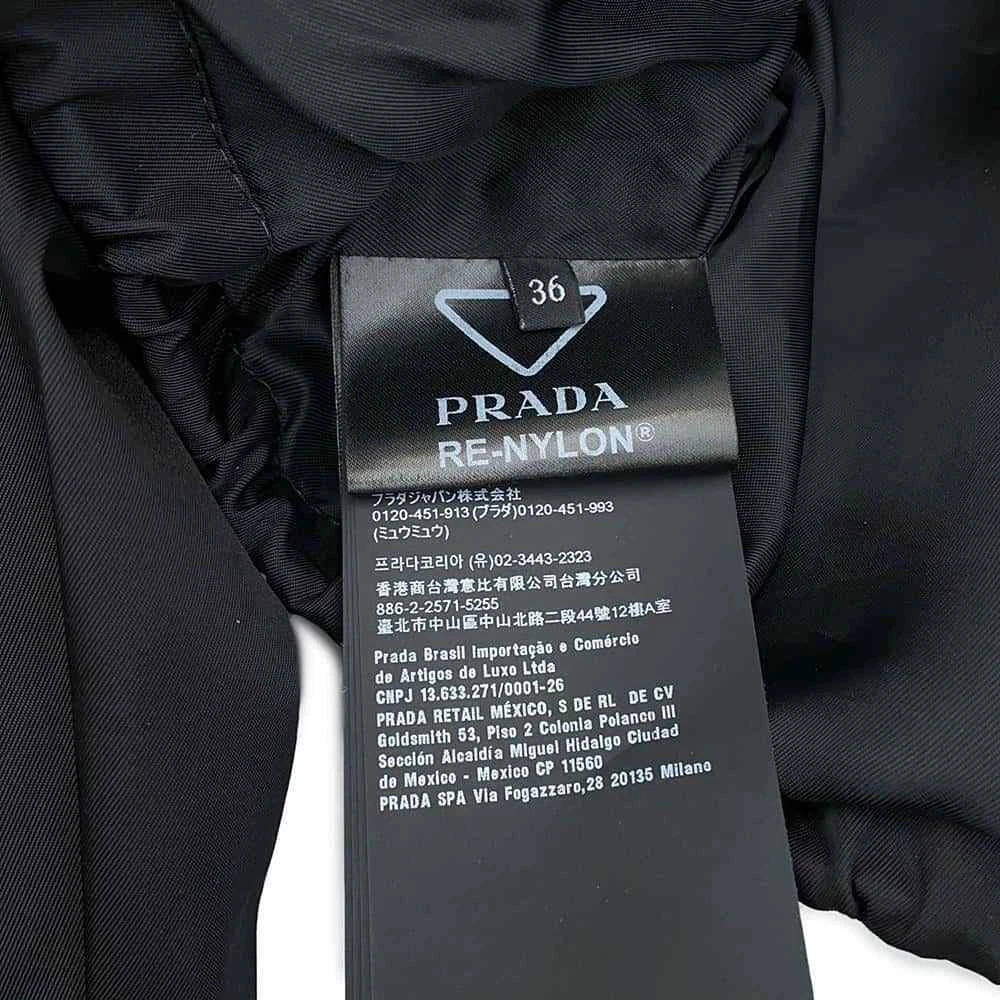 36
PRADA
RE-NYLON®
プラダジャパン株式会社
0120-451-913 (プラダ)0120-451-993
(ミュウミュウ)
프라다코리아 (유)02-3443-2323
香港商台灣意比有限公司台灣分公司
886-2-2571-5255
臺北市中山區中山北路二段44號12樓A室
Prada Brasil Importação e Comércio
de Artigos de Luxo Ltda
CNPJ 13.633.271/0001-26
PRADA RETAIL MÉXICO, S DE RL DE CV
Goldsmith 53, Piso 2 Colonia Polanco III
Sección Alcaldía Miguel Hidalgo Ciudad
de Mexico - Mexico CP 11560
PRADA SPA Via Fogazzaro,28 20135 Milano